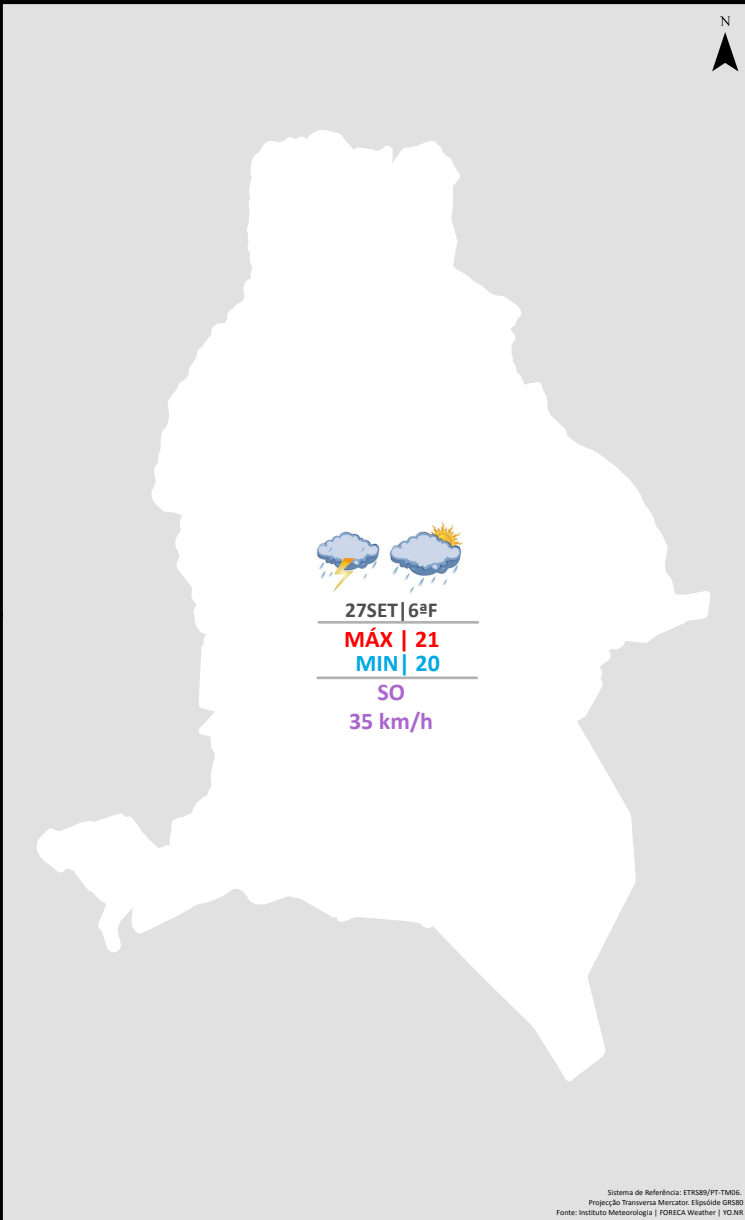 N
27SET|6ªF
MÁX | 21
MIN| 20
SO
35 km/h
Sistema de Referência: ETRS89/PT-TM06.
Projecção Transversa Mercator. Elipsóide GRS80
Fonte: Instituto Meteorologia | FORECA Weather | YO.NR